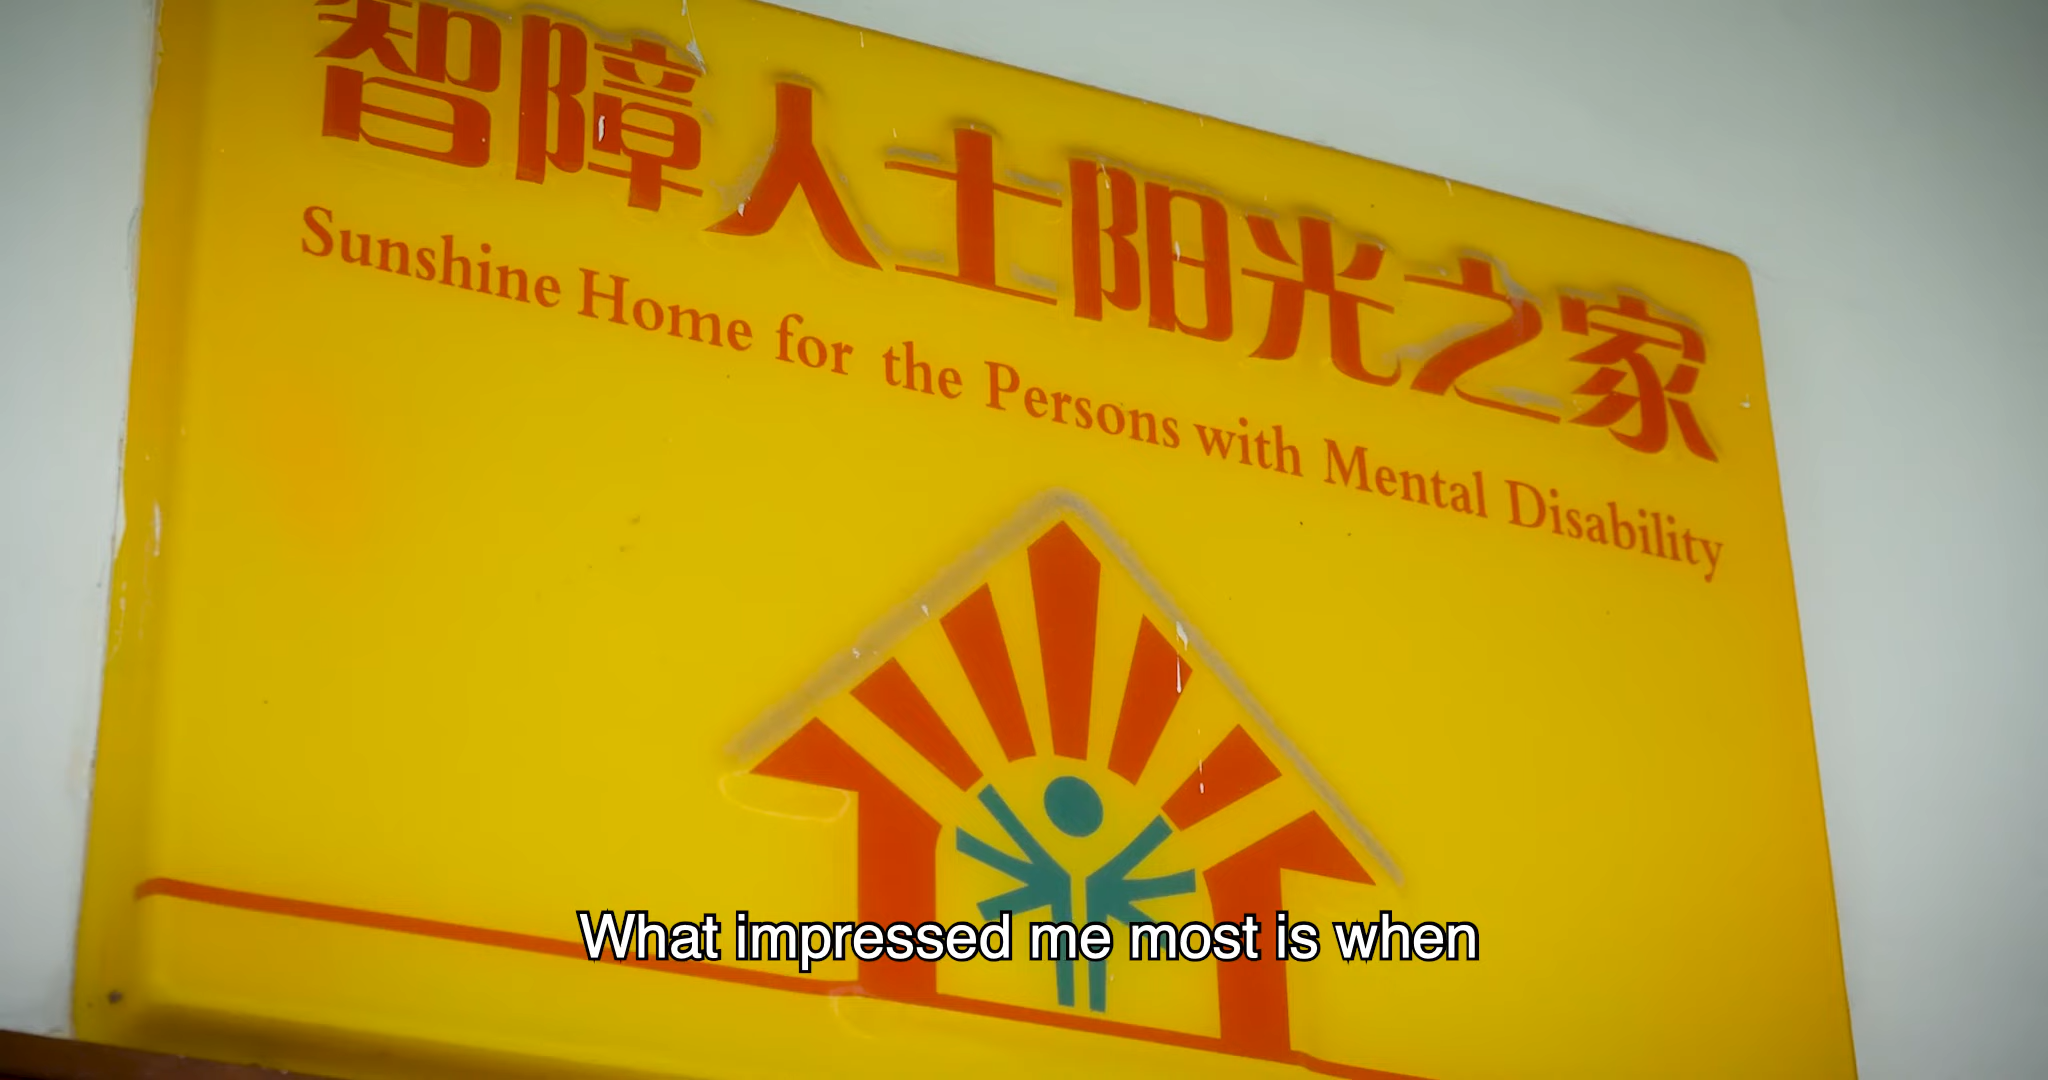 智障人士阳光之家
Sunshine Home for the Persons with Mental Disability
What impressed me most is when